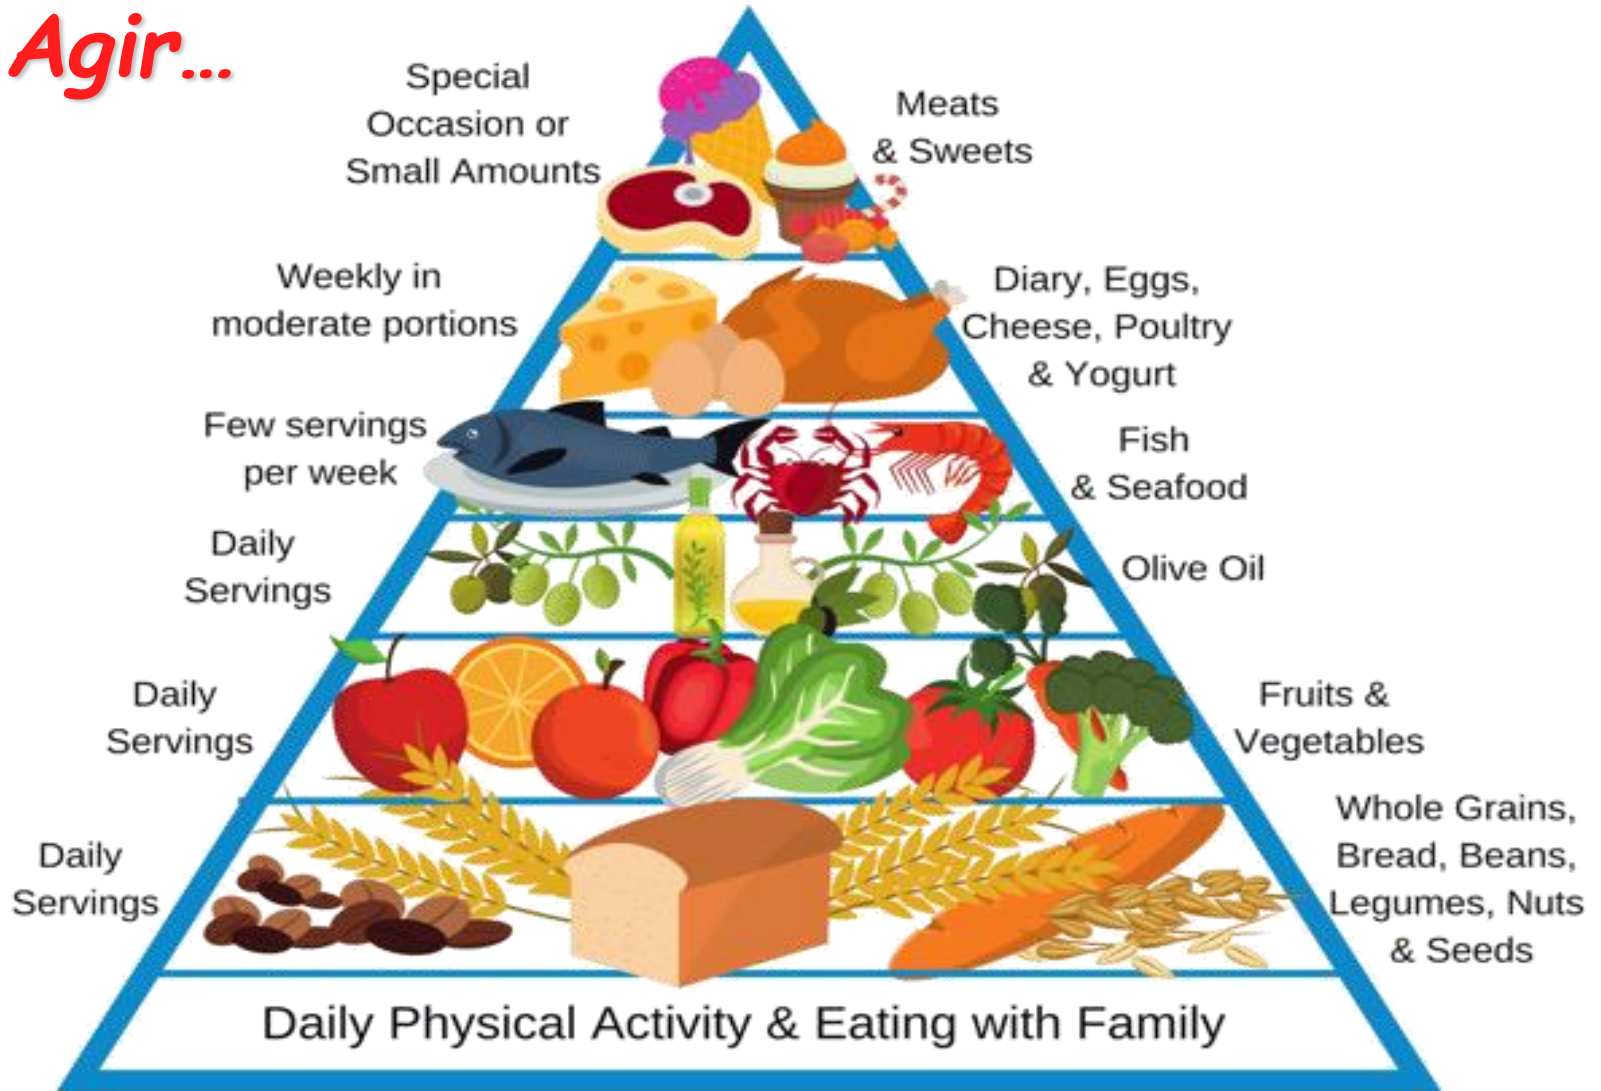 Agir...
Special
Occasion or
Small Amounts
Meats
& Sweets
Weekly in
moderate portions
Diary, Eggs,
Cheese, Poultry
& Yogurt
Few servings
per week
Fish
& Seafood
Daily
Servings
Olive Oil
Daily
Servings
Fruits &
Vegetables
Daily
Servings
Whole Grains,
Bread, Beans,
Legumes, Nuts
& Seeds
Daily Physical Activity & Eating with Family